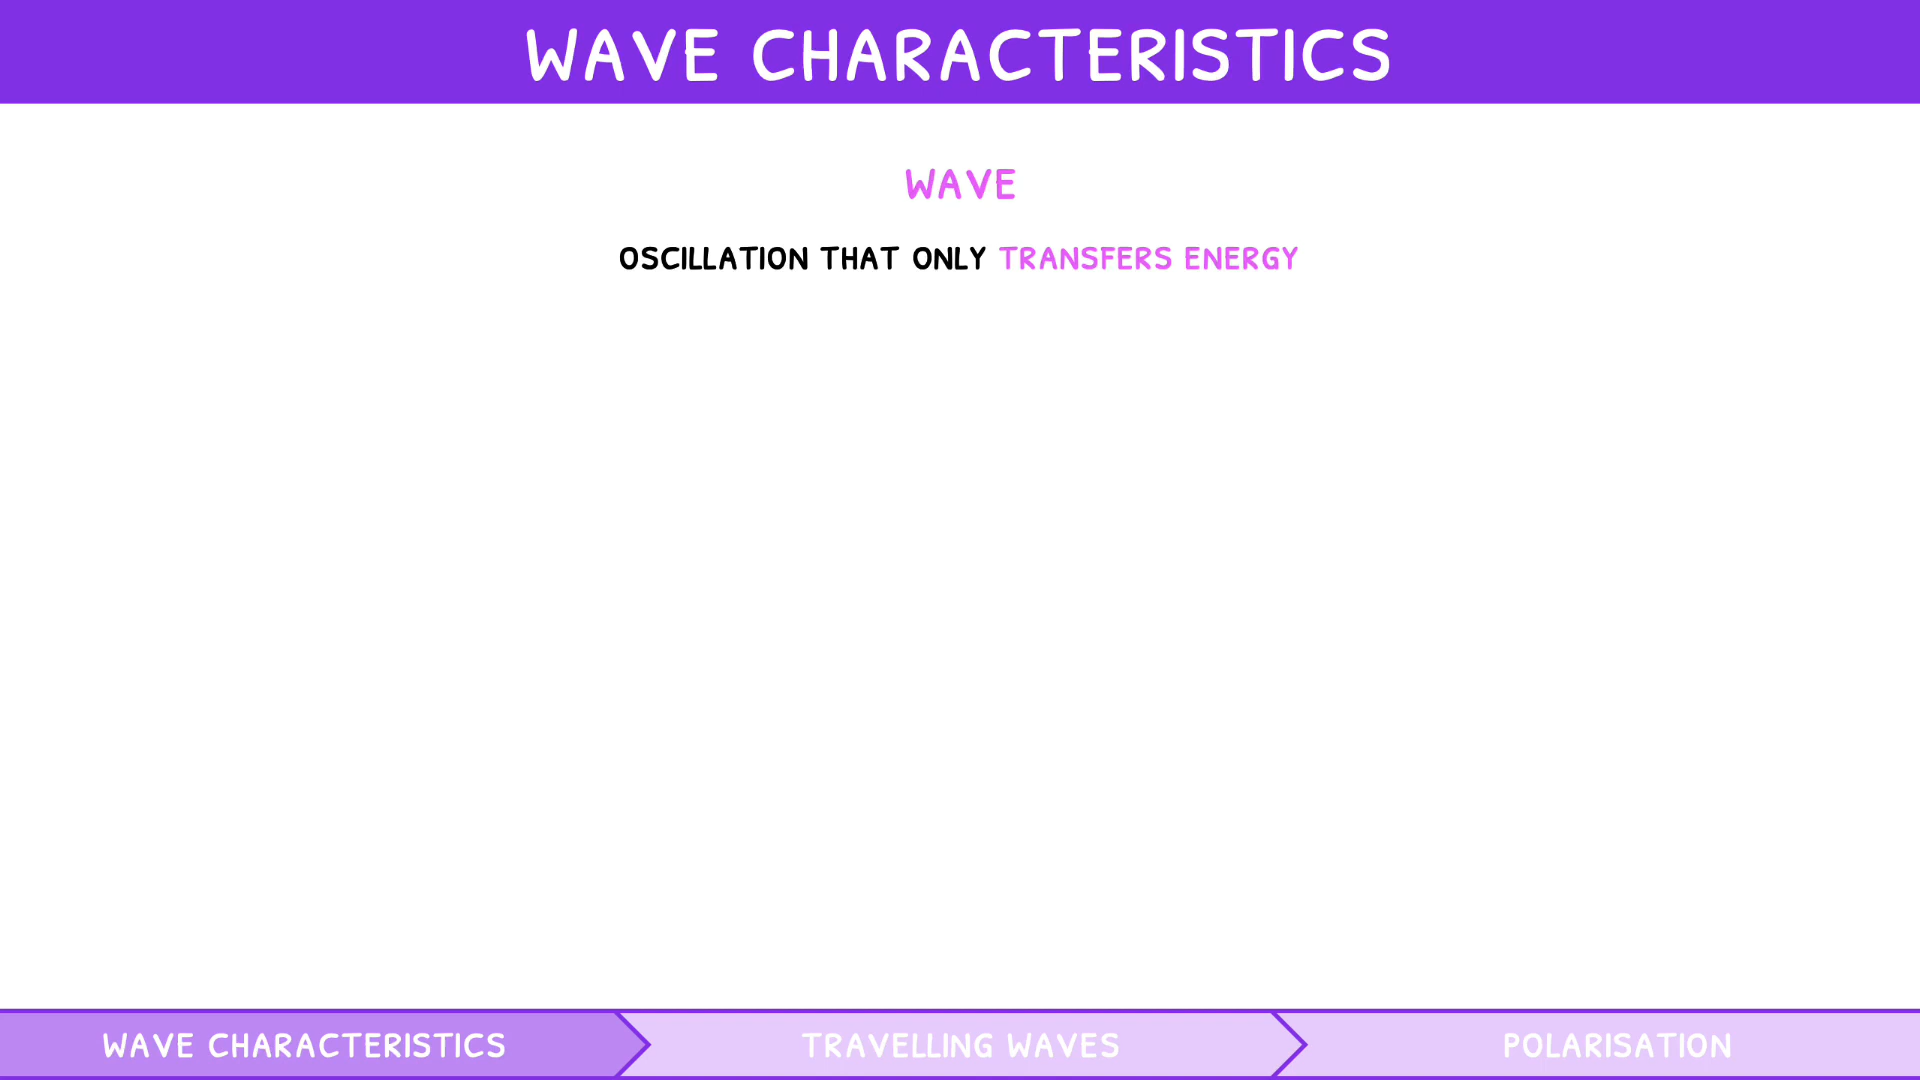 WAVE CHARACTERISTICS
WAVE
OSCILLATION THAT ONLY TRANSFERS ENERGY
WAVE CHARACTERISTICS
TRAVELLING WAVES
POLARISATION